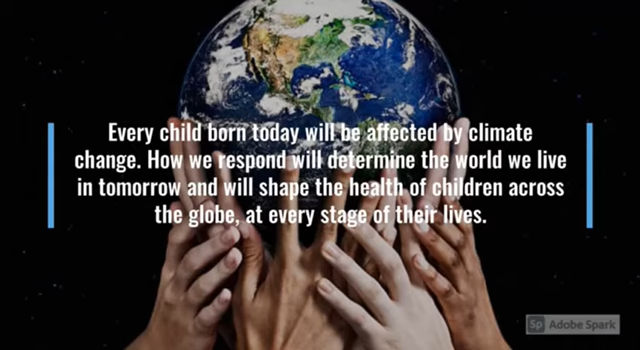 Every child born today will be affected by climate
change. How we respond will determine the world we live
in tomorrow and will shape the health of children across
the globe, at every stage of their lives.
Sp Adobe Spark